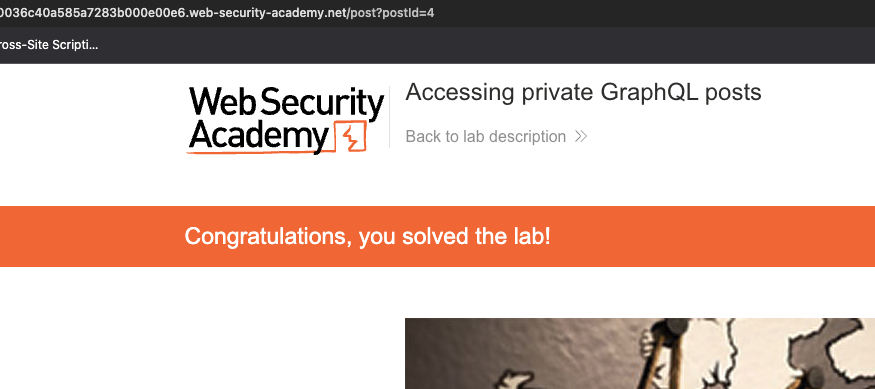 0036c40a585a7283b000e00e6.web-security-academy.net/post?postId=4
ross-Site Scripti...
Web Security
Academy
Accessing private GraphQL posts
Back to lab description
Congratulations, you solved the lab!